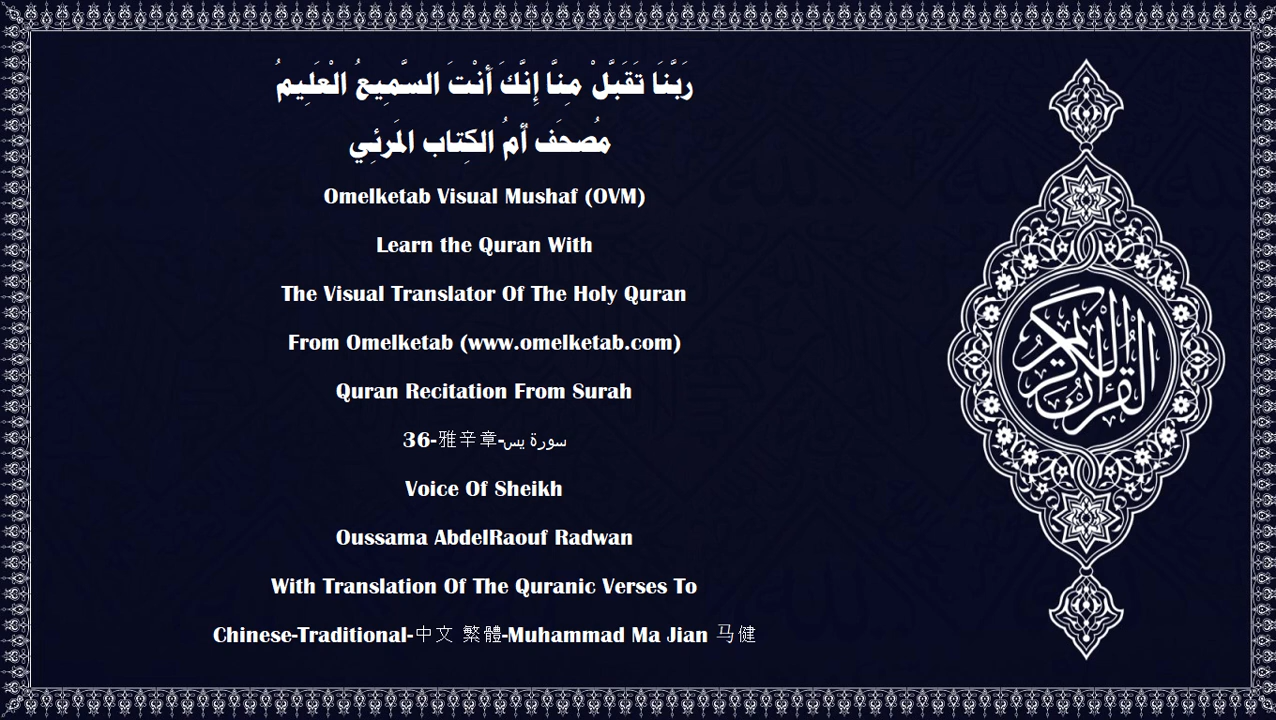 رَبَّنَا تَقَبَّلْ مِنَّا إِنَّكَ أَنْتَ السَّمِيعُ الْعَلِيمُ
مُصحَف أمُ الكِتاب المَرئِي
Omelketab Visual Mushaf (OVM)
Learn the Quran With
The Visual Translator Of The Holy Quran
From Omelketab (www.omelketab.com)
Quran Recitation From Surah
36-雅辛章-سورة يس
Voice Of Sheikh
Oussama AbdelRaouf Radwan
With Translation Of The Quranic Verses To
Chinese-Traditional-中文 繁體-Muhammad Ma Jian 马健
القرآن الكريم